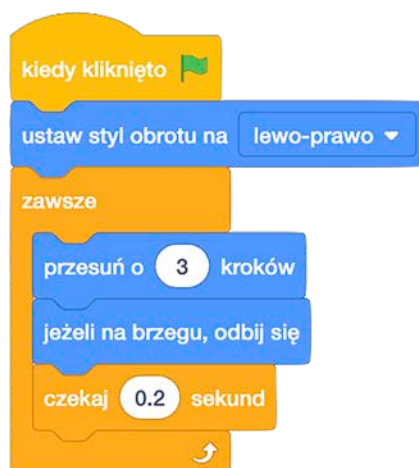 kiedy kliknięto
ustaw styl obrotu na lewo-prawo
zawsze
przesuń o 3 kroków
jeżeli na brzegu, odbij się
czekaj 0.2 sekund